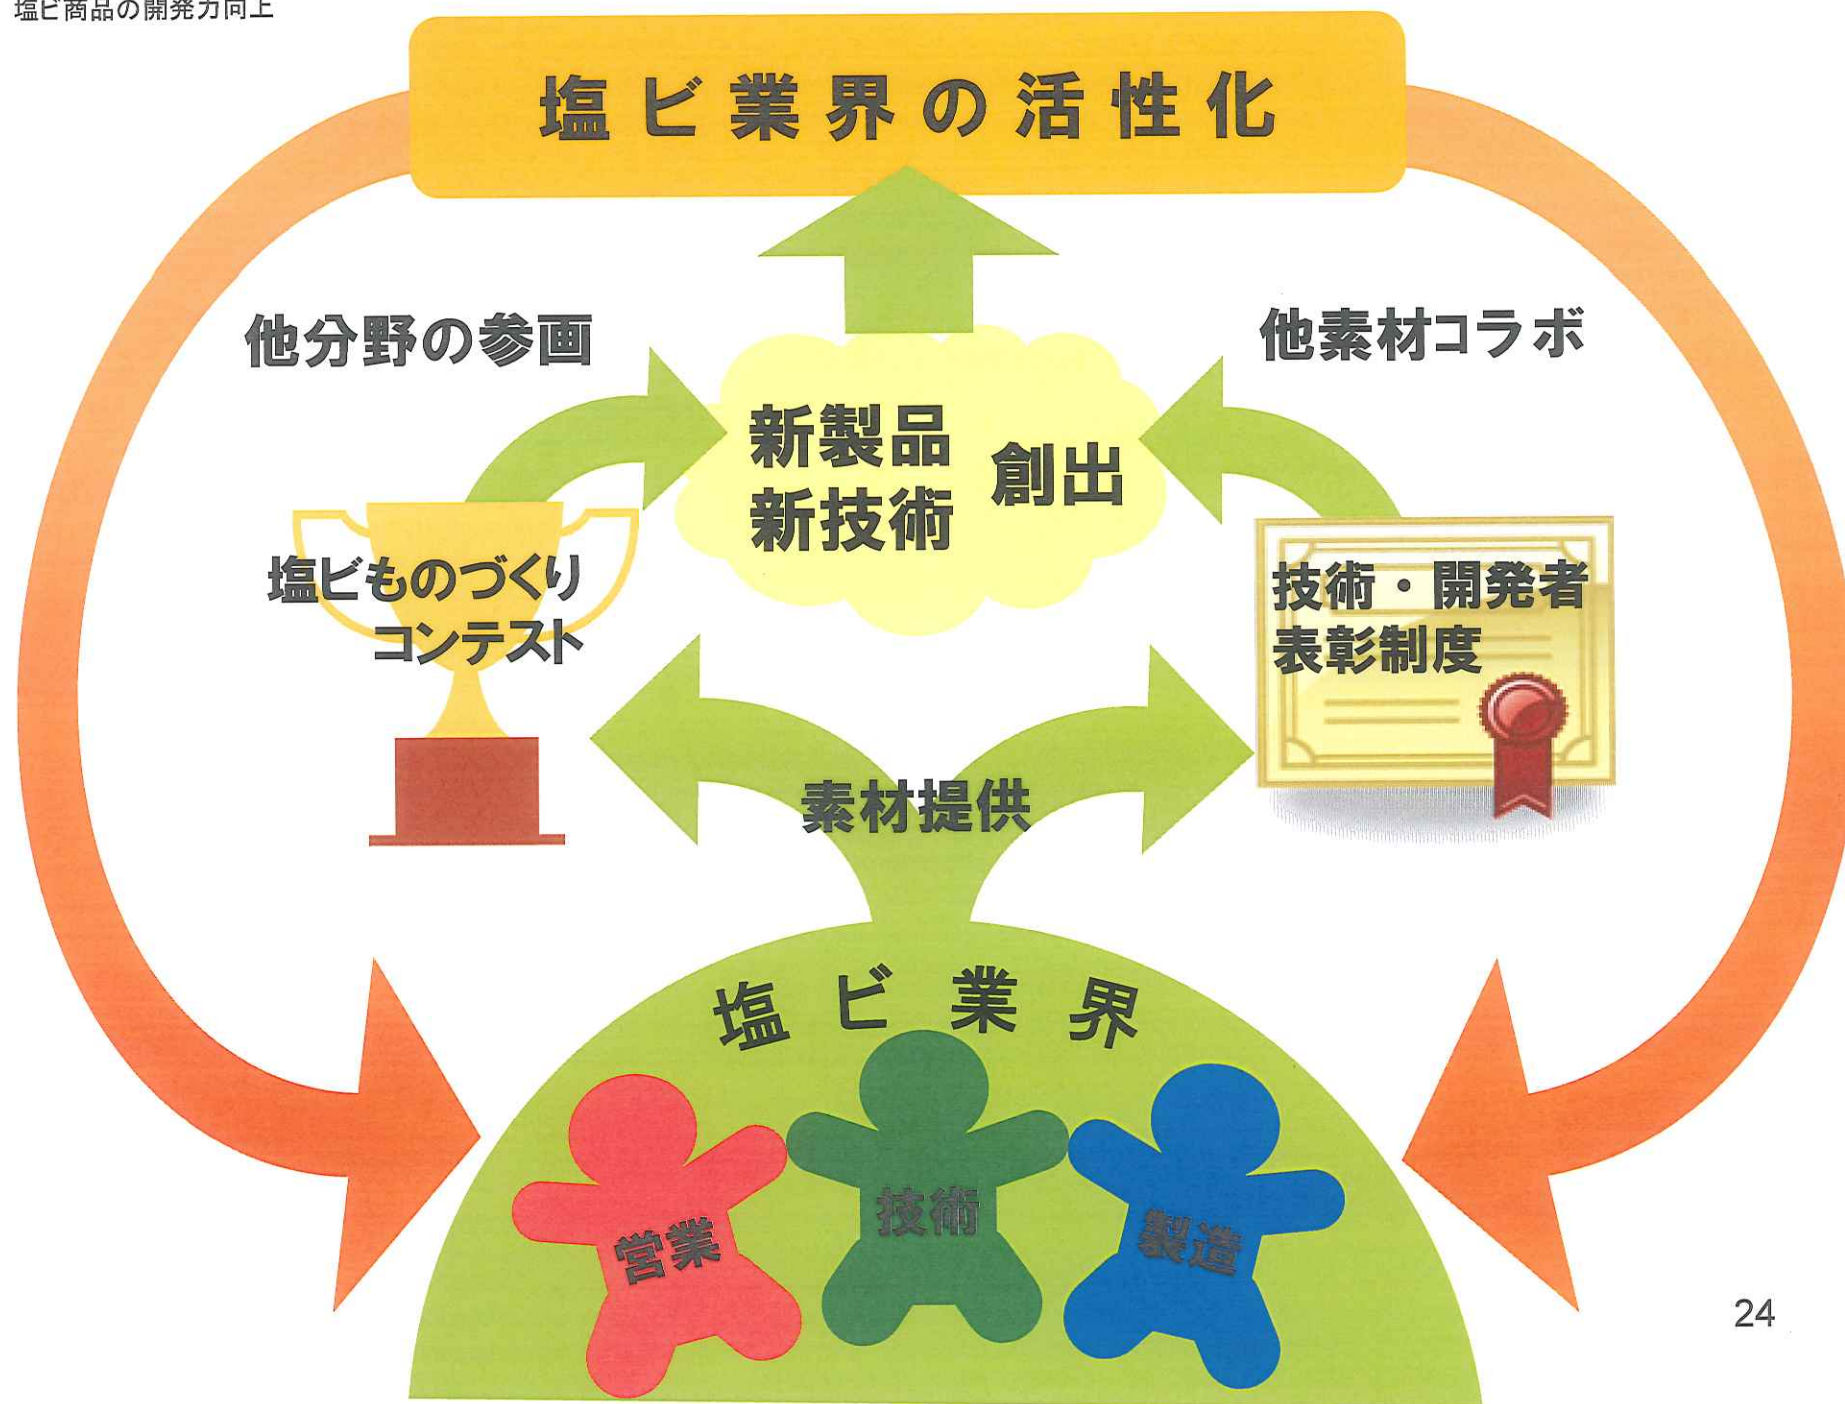 塩ビ商品の開発力向上
塩ビ業界の活性化
他分野の参画
他素材コラボ
新製品
新技術
創出
塩ビものづくり
コンテスト
技術・開発者
表彰制度
素材提供
塩ビ業界
営業
技術
製造
24